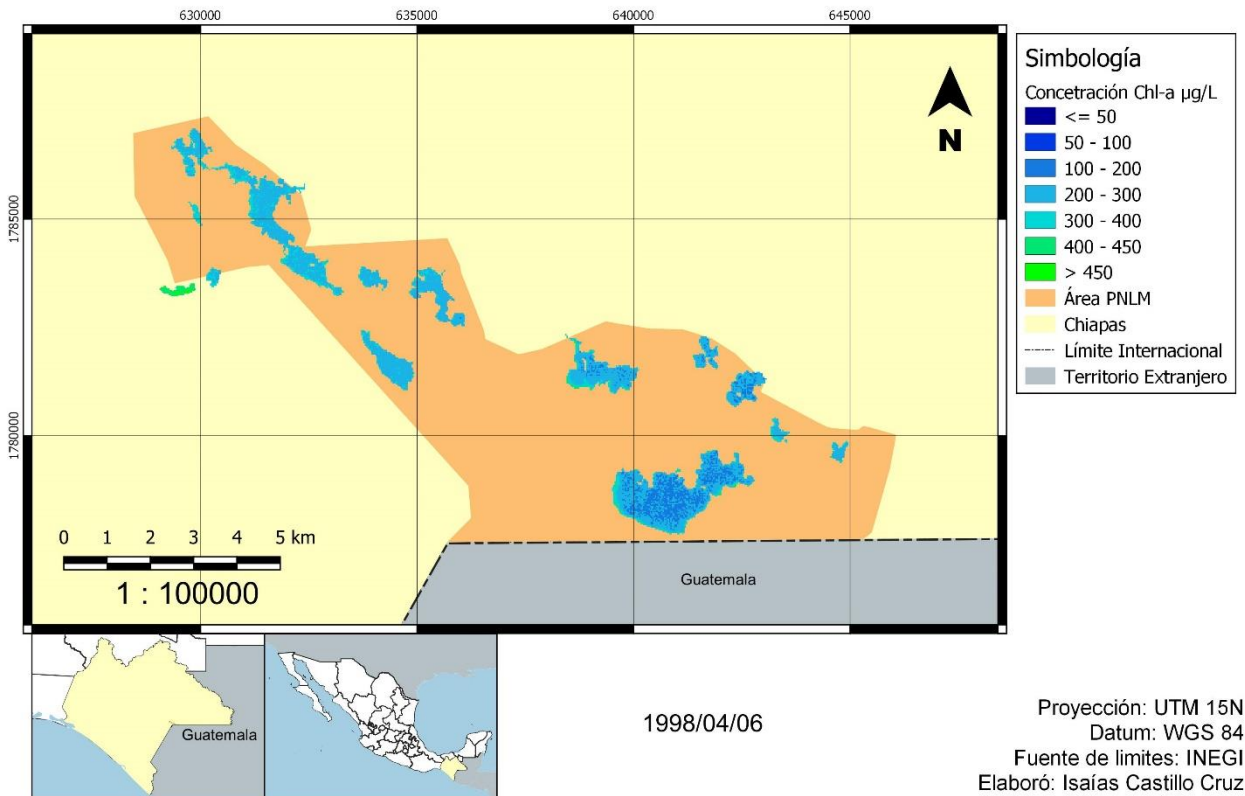 630000
635000
640000
645000
1785000
1780000
N
0 1 2 3 4 5 km
1 : 100000
Guatemala
Simbología
Concetración Chl-a µg/L
<= 50
50 - 100
100 - 200
200 - 300
300 - 400
400 - 450
> 450
Área PNLM
Chiapas
Límite Internacional
Territorio Extranjero
Guatemala
1998/04/06
Proyección: UTM 15N
Datum: WGS 84
Fuente de limites: INEGI
Elaboró: Isaías Castillo Cruz